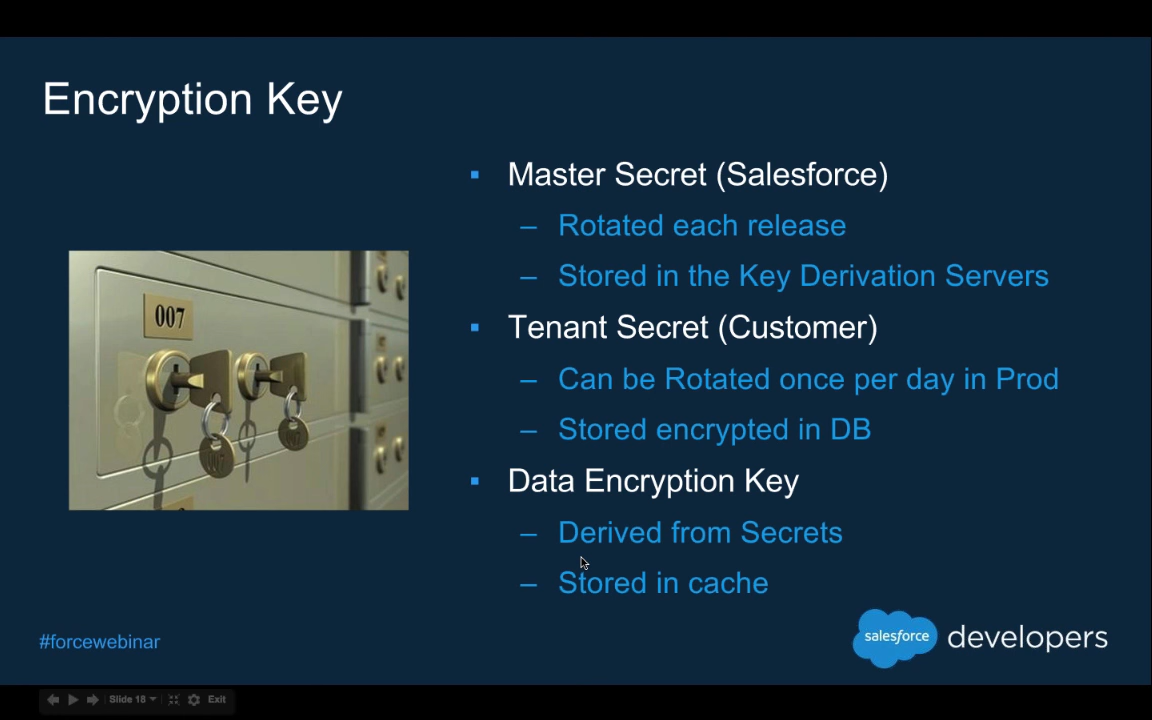 Encryption Key
▪ Master Secret (Salesforce)
– Rotated each release
– Stored in the Key Derivation Servers
▪ Tenant Secret (Customer)
– Can be Rotated once per day in Prod
– Stored encrypted in DB
▪ Data Encryption Key
– Derived from Secrets
– Stored in cache
007
007
#forcewebinar
salesforce developers
Slide 18
Exit